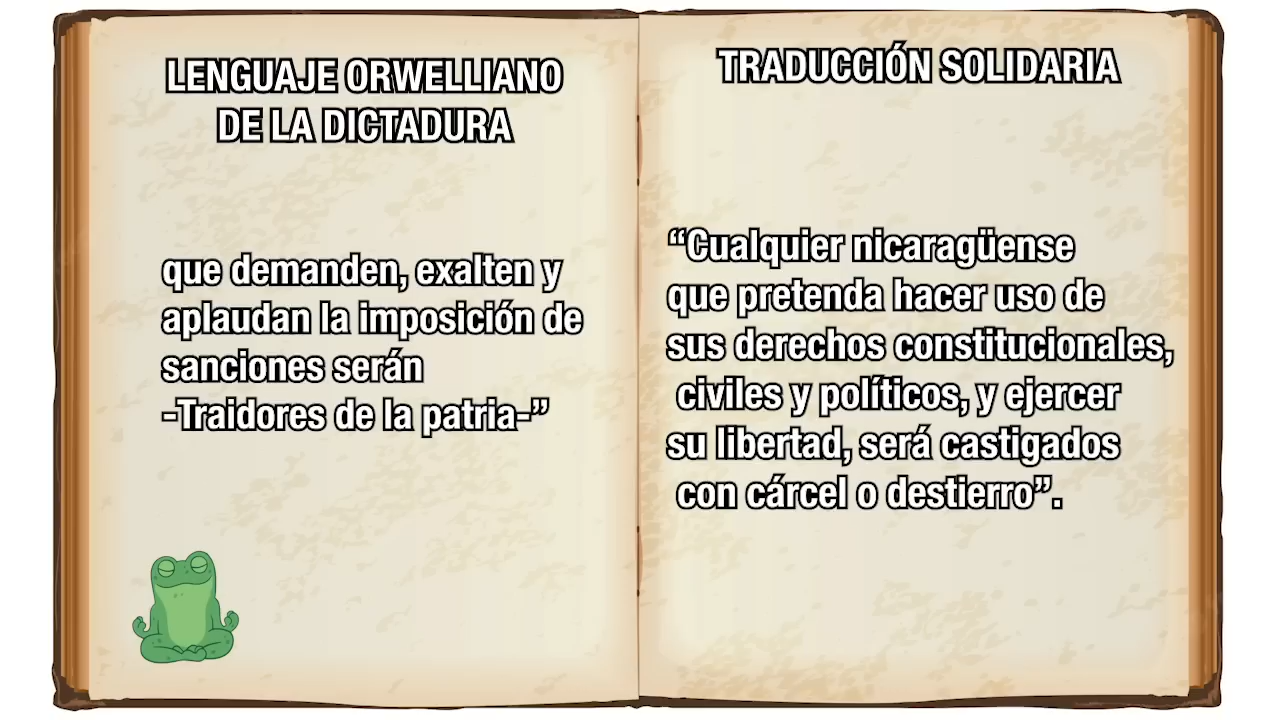 LENGUAJE ORWELLIANO
DE LA DICTADURA
que demanden, exalten y
aplaudan la imposición de
sanciones serán
-Traidores de la patria-”
TRADUCCIÓN SOLIDARIA
“Cualquier nicaragüense
que pretenda hacer uso de
sus derechos constitucionales,
civiles y políticos, y ejercer
su libertad, será castigados
con cárcel o destierro”.